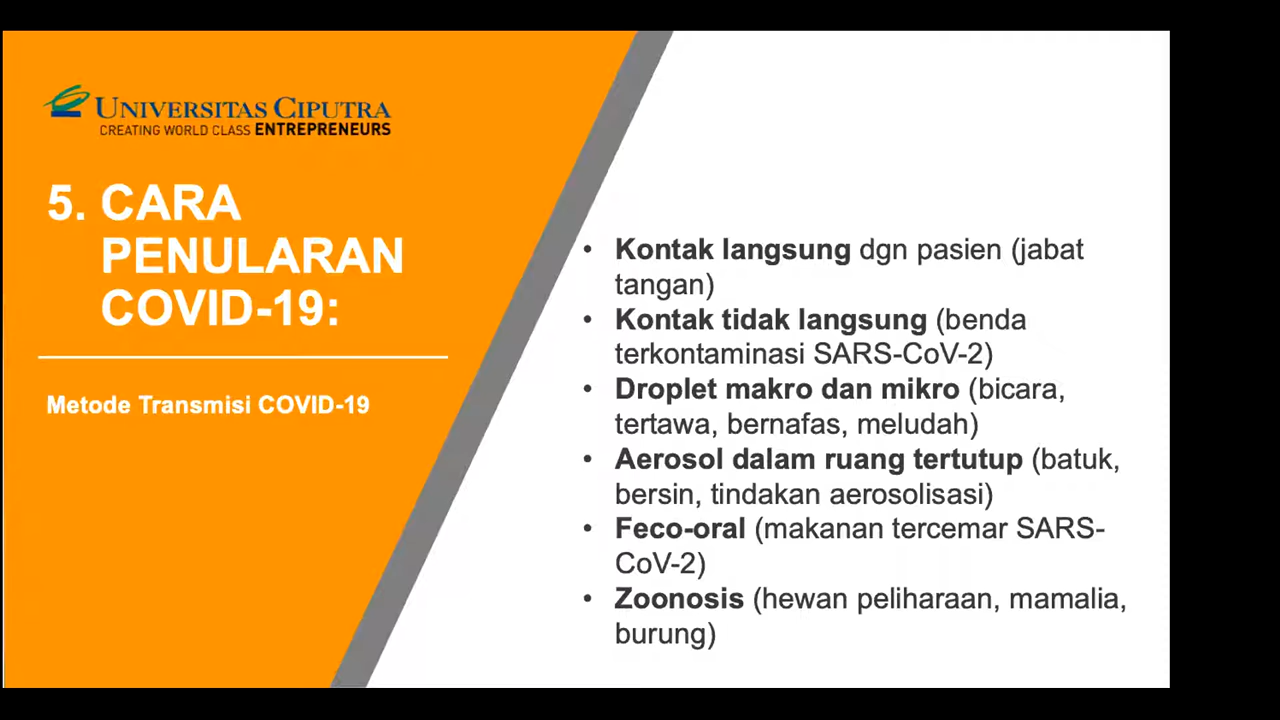 UNIVERSITAS CIPUTRA
CREATING WORLD CLASS ENTREPRENEURS
5. CARA
PENULARAN
COVID-19:
Metode Transmisi COVID-19
• Kontak langsung dgn pasien (jabat
tangan)
• Kontak tidak langsung (benda
terkontaminasi SARS-CoV-2)
• Droplet makro dan mikro (bicara,
tertawa, bernafas, meludah)
• Aerosol dalam ruang tertutup (batuk,
bersin, tindakan aerosolisasi)
• Feco-oral (makanan tercemar SARS-
CoV-2)
• Zoonosis (hewan peliharaan, mamalia,
burung)